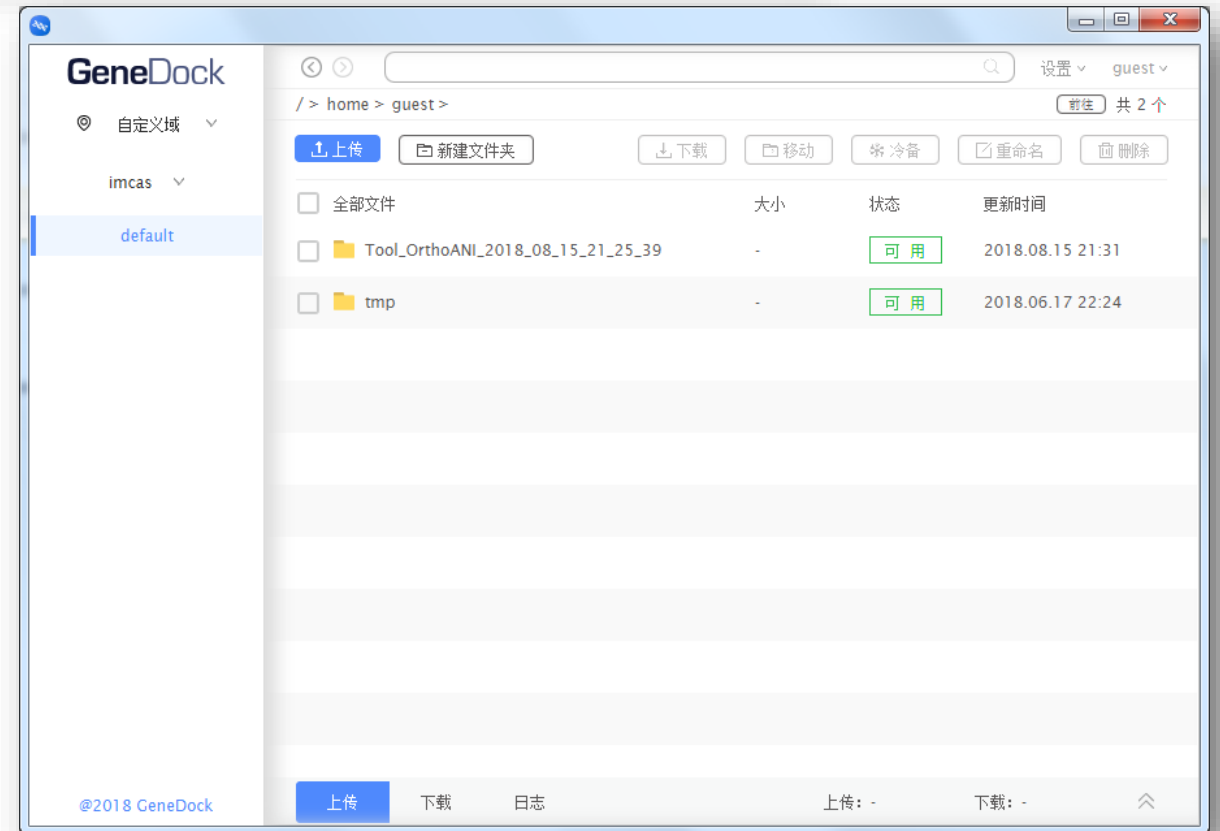 GeneDock
设置 guest
/ > home > guest >
前往 共 2 个
自定义域
imcas
default
上传 新建文件夹 下载 移动 冷备 重命名 删除
全部文件 大小 状态 更新时间
Tool_OrthoANI_2018_08_15_21_25_39 - 可用 2018.08.15 21:31
tmp - 可用 2018.06.17 22:24
@2018 GeneDock
上传 下载 日志 上传: - 下载: -